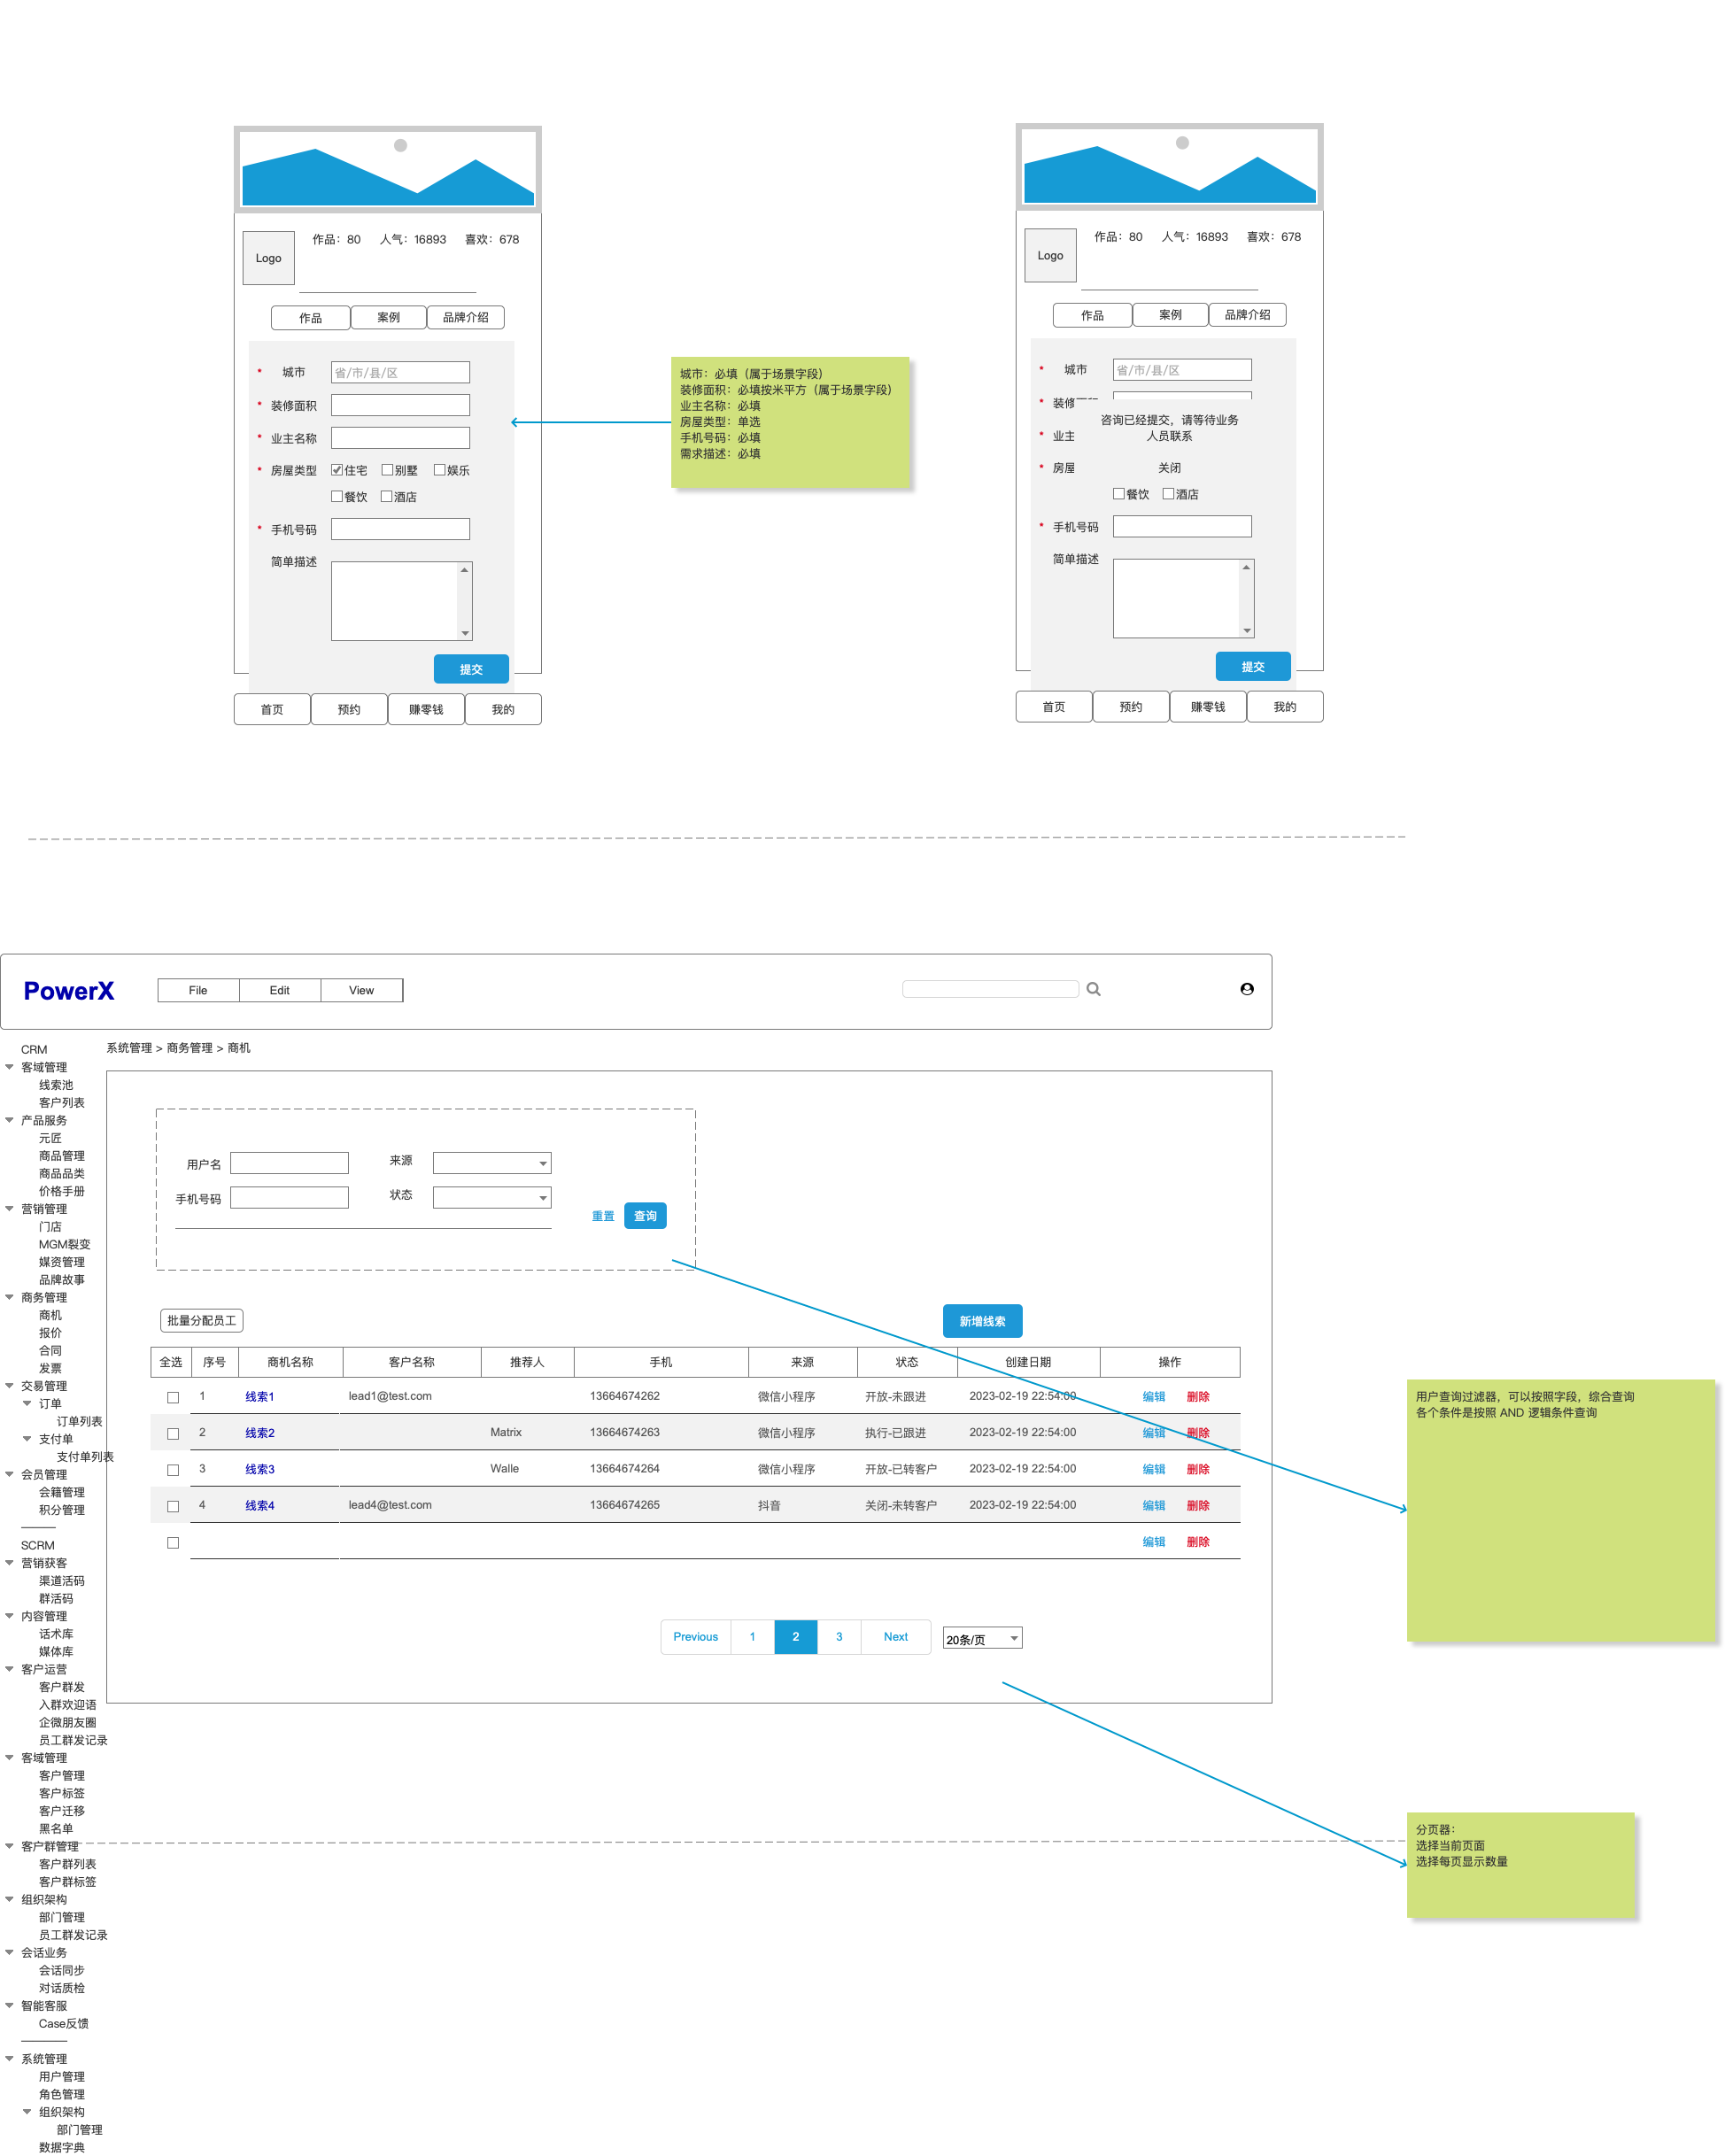 作品：80 人气：16893 喜欢：678
Logo
作品 案例 品牌介绍
* 城市 省/市/县/区
* 装修面积
* 业主名称
* 房屋类型 住宅 别墅 娱乐
餐饮 酒店
* 手机号码
简单描述
提交
首页 预约 赚零钱 我的
城市：必填（属于场景字段）
装修面积：必填按米平方（属于场景字段）
业主名称：必填
房屋类型：单选
手机号码：必填
需求描述：必填
作品：80 人气：16893 喜欢：678
Logo
作品 案例 品牌介绍
* 城市 省/市/县/区
* 装修
咨询已经提交，请等待业务
* 业主 人员联系
* 房屋 关闭
餐饮 酒店
* 手机号码
简单描述
提交
首页 预约 赚零钱 我的
PowerX File Edit View
CRM
客域管理
线索池
客户列表
产品服务
元匠
商品管理
商品品类
价格手册
营销管理
门店
MGM裂变
媒资管理
品牌故事
商务管理
商机
报价
合同
发票
交易管理
订单
订单列表
支付单
支付单列表
会员管理
会籍管理
积分管理
SCRM
营销获客
渠道活码
群活码
内容管理
话术库
媒体库
客户运营
客户群发
入群欢迎语
企微朋友圈
员工群发记录
客域管理
客户管理
客户标签
客户迁移
黑名单
客户群管理
客户群列表
客户群标签
组织架构
部门管理
员工群发记录
会话业务
会话同步
对话质检
智能客服
Case反馈
系统管理
用户管理
角色管理
组织架构
部门管理
数据字典
系统管理 > 商务管理 > 商机
用户名 来源
手机号码 状态
重置 查询
批量分配员工 新增线索
全选 序号 商机名称 客户名称 推荐人 手机 来源 状态 创建日期 操作
1 线索1 lead1@test.com 13664674262 微信小程序 开放-未跟进 2023-02-19 22:54:00 编辑 删除
2 线索2 Matrix 13664674263 微信小程序 执行-已跟进 2023-02-19 22:54:00 编辑 删除
3 线索3 Walle 13664674264 微信小程序 开放-已转客户 2023-02-19 22:54:00 编辑 删除
4 线索4 lead4@test.com 13664674265 抖音 关闭-未转客户 2023-02-19 22:54:00 编辑 删除
编辑 删除
Previous 1 2 3 Next 20条/页
用户查询过滤器，可以按照字段，综合查询
各个条件是按照 AND 逻辑条件查询
分页器：
选择当前页面
选择每页显示数量